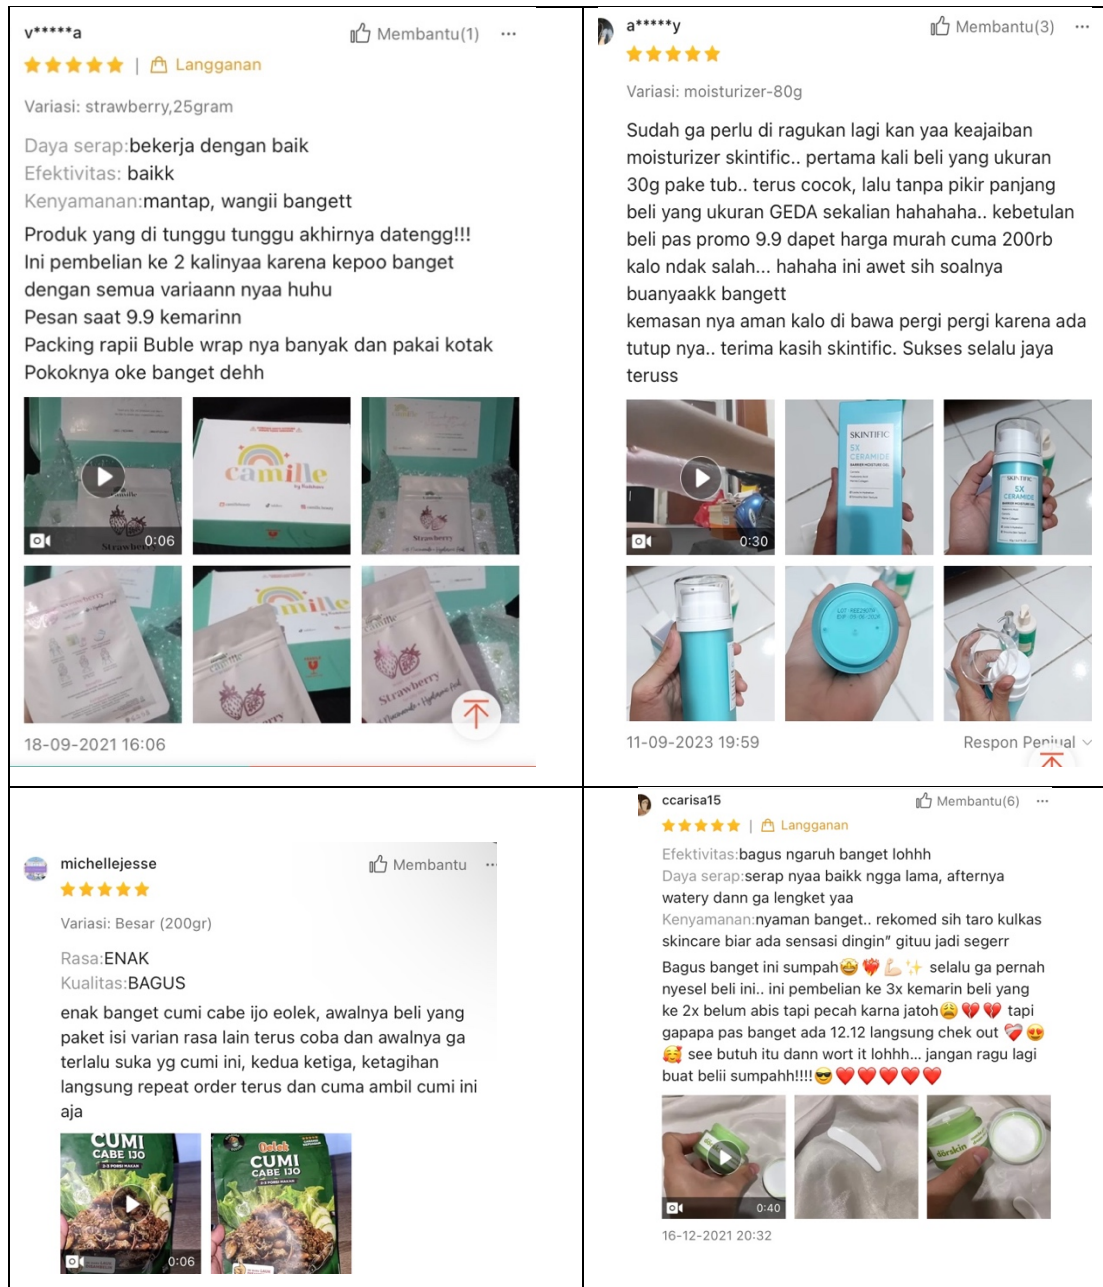 v*****a
Membantu(1)
| Langganan
Variasi: strawberry,25gram
Daya serap:bekerja dengan baik
Efektivitas: baikk
Kenyamanan:mantap, wangii bangett
Produk yang di tunggu tunggu akhirnya datengg!!!
Ini pembelian ke 2 kalinyaa karena kepoo banget
dengan semua variaann nyaa huhu
Pesan saat 9.9 kemarinn
Packing rapii Buble wrap nya banyak dan pakai kotak
Pokoknya oke banget dehh
0:06
Strawberry
camille
Strawberry
camille
Strawberry
18-09-2021 16:06
a*****y
Membantu(3)
Variasi: moisturizer-80g
Sudah ga perlu di ragukan lagi kan yaa keajaiban
moisturizer skintific.. pertama kali beli yang ukuran
30g pake tub.. terus cocok, lalu tanpa pikir panjang
beli yang ukuran GEDA sekalian hahahaha.. kebetulan
beli pas promo 9.9 dapet harga murah cuma 200rb
kalo ndak salah... hahaha ini awet sih soalnya
buanyaakk bangett
kemasan nya aman kalo di bawa pergi pergi karena ada
tutup nya.. terima kasih skintific. Sukses selalu jaya
teruss
0:30
SKINTIFIC
5X
CERAMIDE
BARRIER MOISTURE GEL
SKINTIFIC
5X
CERAMIDE
11-09-2023 19:59
Respon Penjual
michellejesse
Membantu
Variasi: Besar (200gr)
Rasa:ENAK
Kualitas:BAGUS
enak banget cumi cabe ijo eolek, awalnya beli yang
paket isi varian rasa lain terus coba dan awalnya ga
terlalu suka yg cumi ini, kedua ketiga, ketagihan
langsung repeat order terus dan cuma ambil cumi ini
aja
CUMI
CABE IJO
0:06
CUMI
CABE IJO
ccarisa15
Membantu(6)
| Langganan
Efektivitas:bagus ngaruh banget lohhh
Daya serap:serap nyaa baikk ngga lama, afternya
watery dann ga lengket yaa
Kenyamanan:nyaman banget.. rekomed sih taro kulkas
skincare biar ada sensasi dingin” gituu jadi segerr
Bagus banget ini sumpah🤩❤️‍🔥💪🏻✨ selalu ga pernah
nyesel beli ini.. ini pembelian ke 3x kemarin beli yang
ke 2x belum abis tapi pecah karna jatoh😩💔💔 tapi
gapapa pas banget ada 12.12 langsung chek out ❤️‍🩹😍
🥰 see butuh itu dann wort it lohhh... jangan ragu lagi
buat belii sumpahh!!!!😎❤️❤️❤️❤️❤️
0:40
16-12-2021 20:32